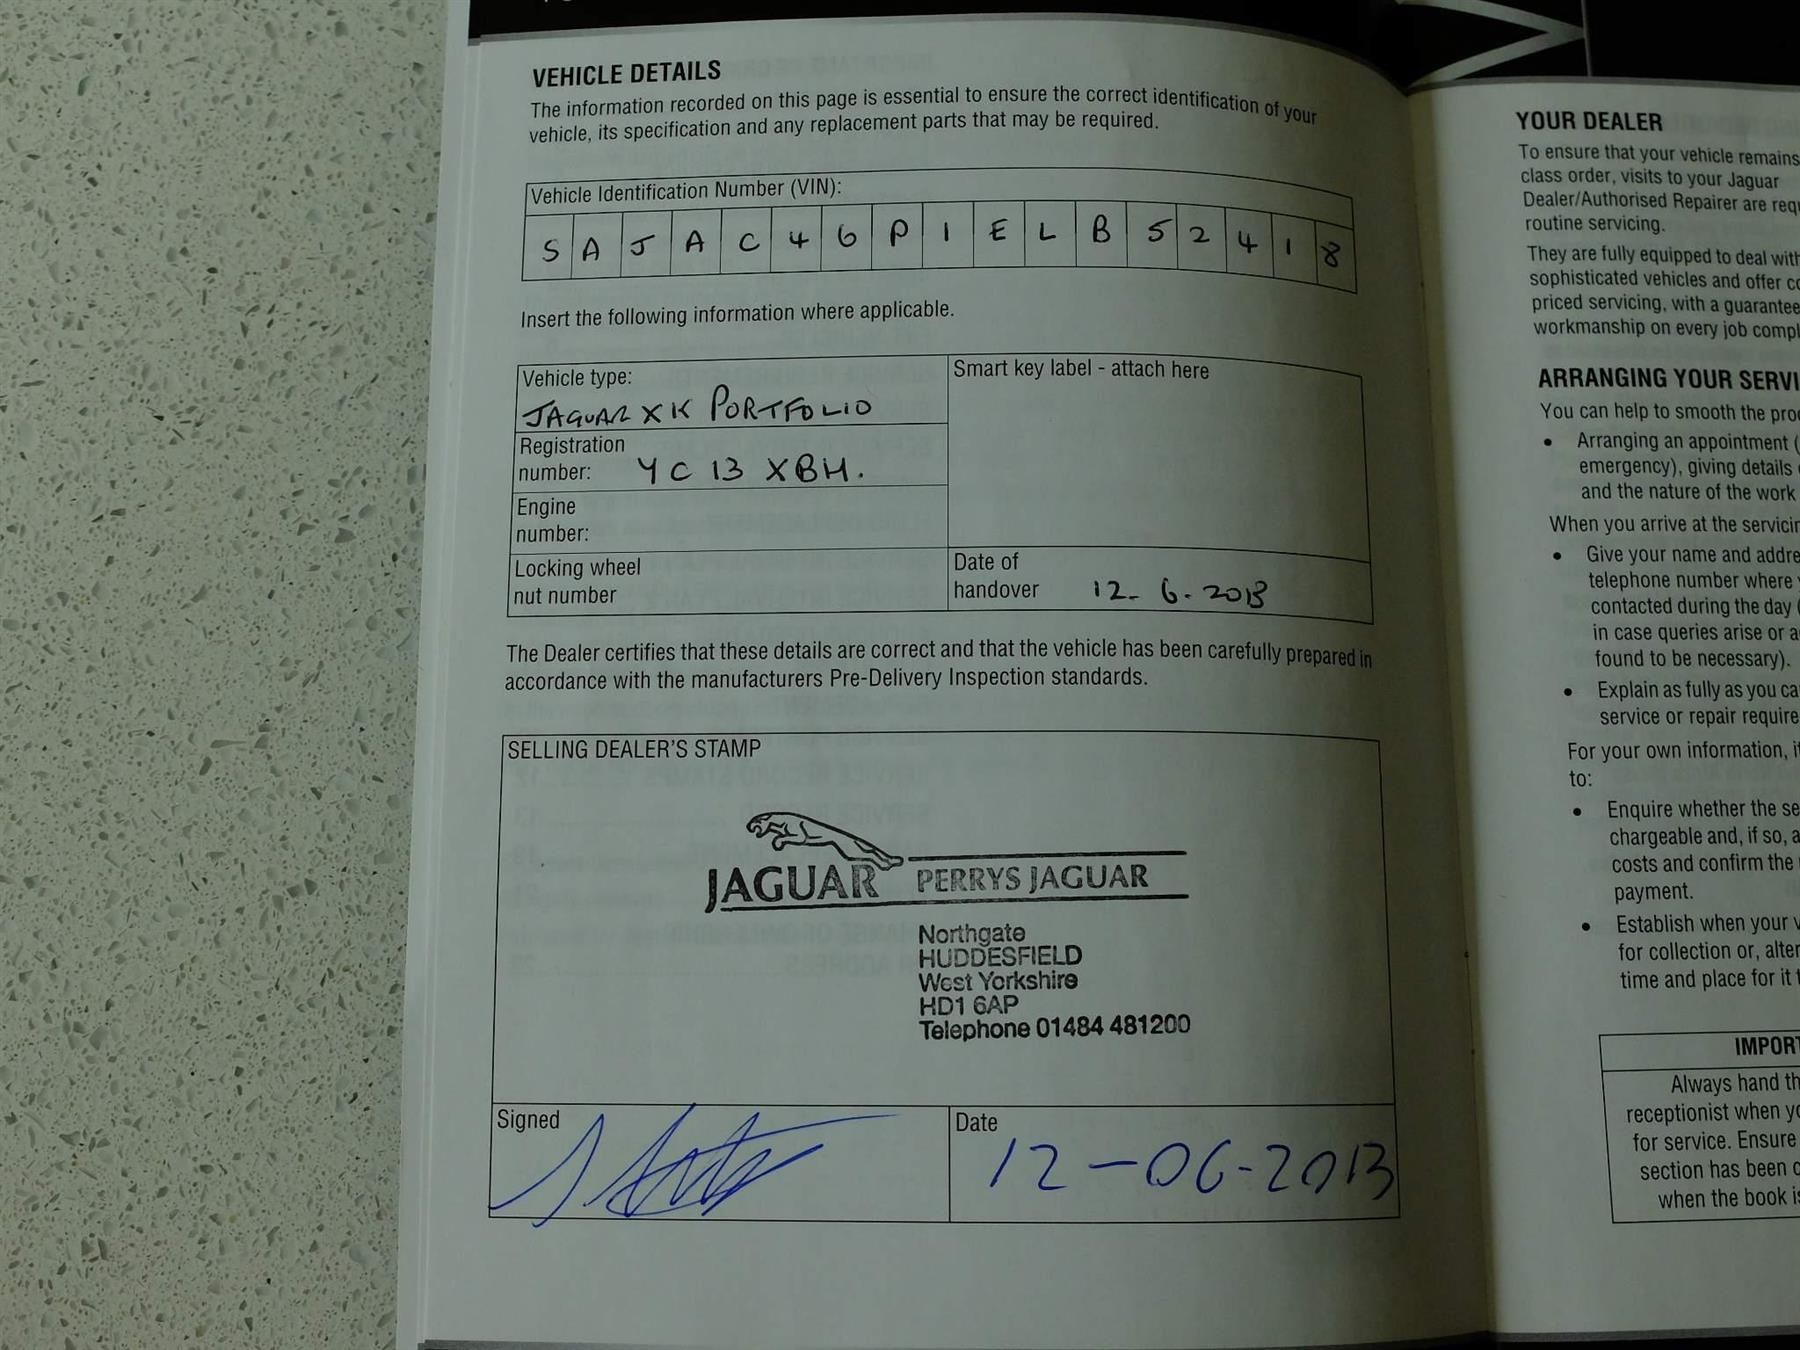 VEHICLE DETAILS
The information recorded on this page is essential to ensure the correct identification of your
vehicle, its specification and any replacement parts that may be required.
Vehicle Identification Number (VIN):
S A J A C 4 6 P 1 E L B 5 2 4 1 8
Insert the following information where applicable.
Vehicle type:
JAGUAR XK PORTFOLIO
Smart key label - attach here
Registration
number: YC 13 XBH.
Engine
number:
Locking wheel
nut number
Date of
handover 12-6-2013
The Dealer certifies that these details are correct and that the vehicle has been carefully prepared in
accordance with the manufacturers Pre-Delivery Inspection standards.
SELLING DEALER'S STAMP
JAGUAR PERRYS JAGUAR
Northgate
HUDDESFIELD
West Yorkshire
HD1 6AP
Telephone 01484 481200
Signed
Date
12-06-2013
YOUR DEALER
To ensure that your vehicle remains
class order, visits to your Jaguar
Dealer/Authorised Repairer are
routine servicing.
They are fully equipped to deal with
sophisticated vehicles and offer
priced servicing, with a guarantee
workmanship on every job
ARRANGING YOUR
You can help to smooth the
• Arranging an appointment (
emergency), giving details
and the nature of the work
When you arrive at the
• Give your name and
telephone number where
contacted during the day (
in case queries arise or
found to be necessary).
• Explain as fully as you
service or repair
For your own information,
to:
• Enquire whether the
chargeable and, if so,
costs and confirm the
payment.
• Establish when your
for collection or,
time and place for it
Always hand
receptionist when
for service. Ensure
section has been
when the book